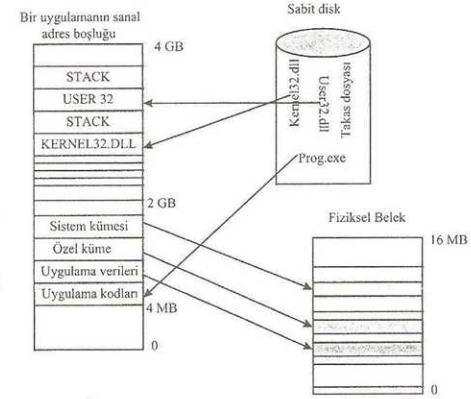 Bir uygulamanın sanal
adres boşluğu
4 GB
STACK
USER 32
STACK
KERNEL32.DLL
2 GB
Sistem kümesi
Özel küme
Uygulama verileri
Uygulama kodları
4 MB
0
Sabit disk
Kernel32.dll
User32.dll
Takas dosyası
Prog.exe
Fiziksel Belek
16 MB
0